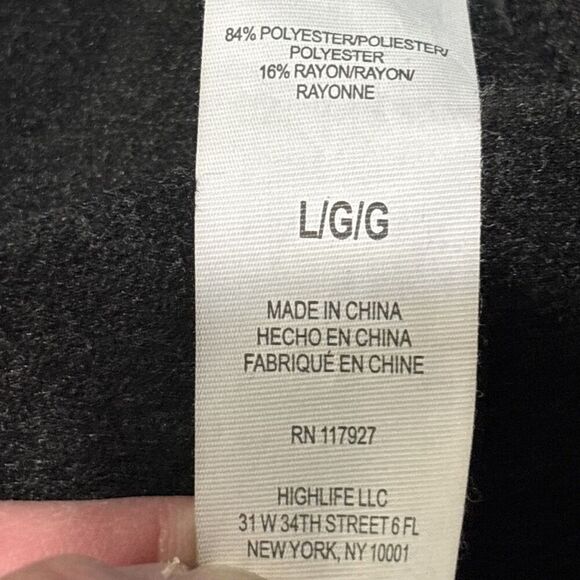 84% POLYESTER/POLIESTER/
POLYESTER
16% RAYON/RAYON/
RAYONNE
L/G/G
MADE IN CHINA
HECHO EN CHINA
FABRIQUÉ EN CHINE
RN 117927
HIGHLIFE LLC
31 W 34TH STREET 6 FL
NEW YORK, NY 10001